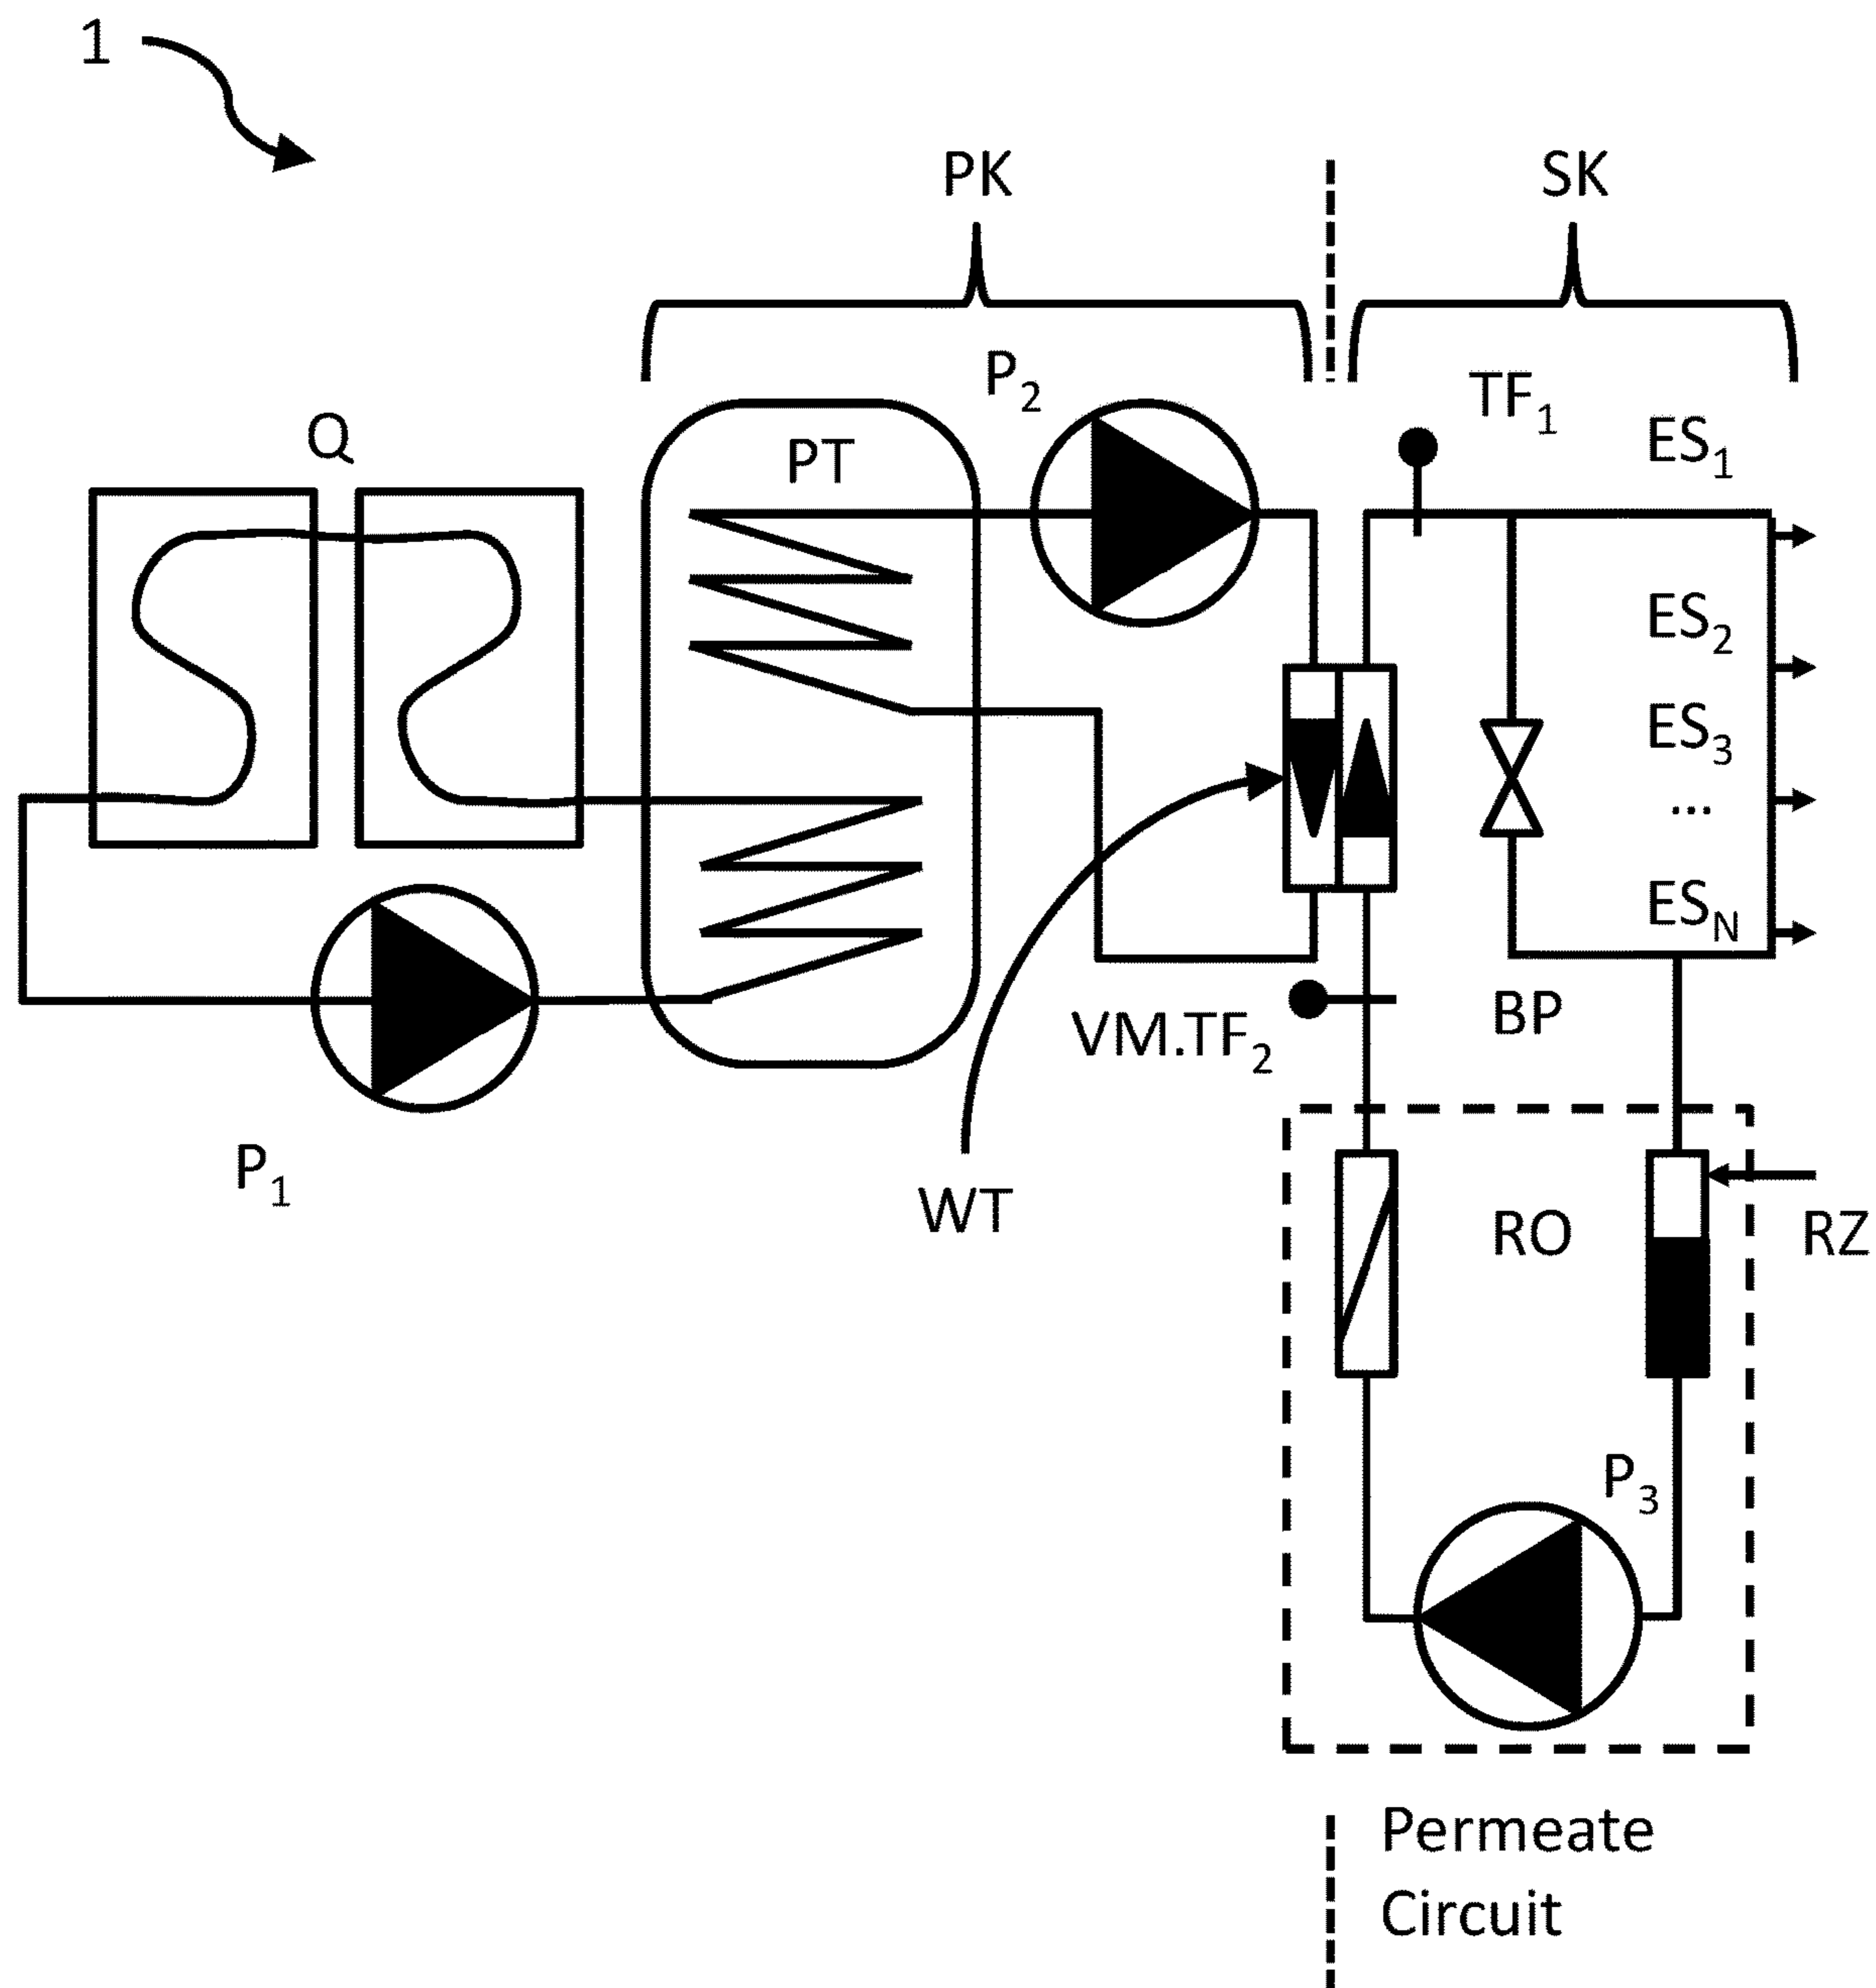 1
PK
SK
P₂
TF₁
Q
PT
ES₁
ES₂
ES₃
...
ES_N
BP
VM.TF₂
P₁
WT
RO
RZ
P₃
Permeate
Circuit